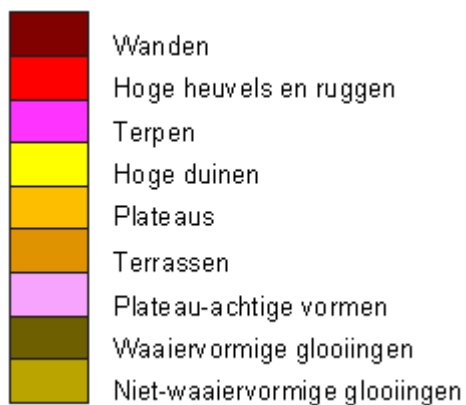 Wanden
Hoge heuvels en ruggen
Terpen
Hoge duinen
Plateaus
Terrassen
Plateau-achtige vormen
Waaiervormige glooiingen
Niet-waaiervormige glooiingen